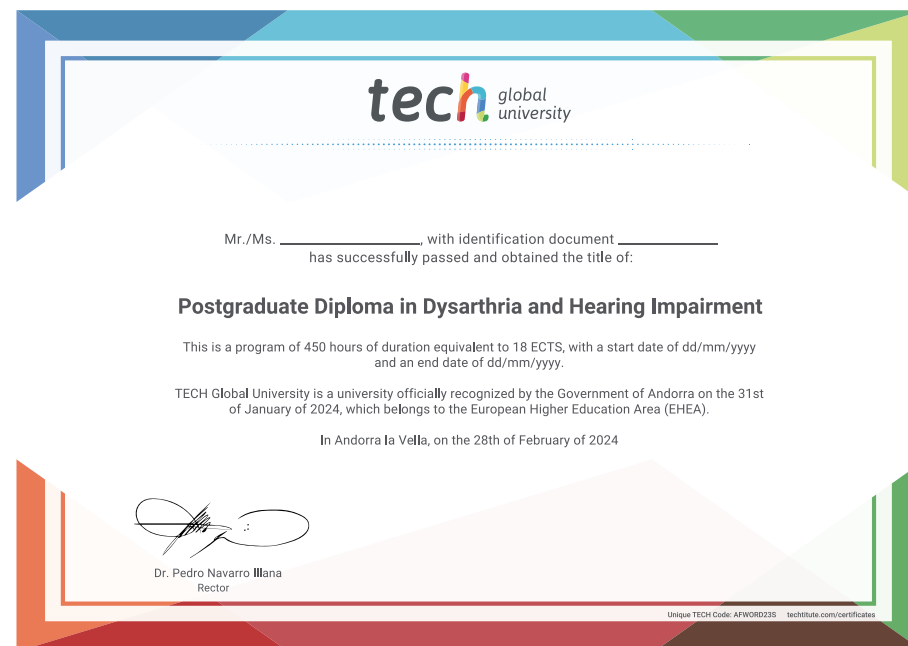 tech global
university
Mr./Ms. ____________, with identification document ____________
has successfully passed and obtained the title of:
Postgraduate Diploma in Dysarthria and Hearing Impairment
This is a program of 450 hours of duration equivalent to 18 ECTS, with a start date of dd/mm/yyyy
and an end date of dd/mm/yyyy.
TECH Global University is a university officially recognized by the Government of Andorra on the 31st
of January of 2024, which belongs to the European Higher Education Area (EHEA).
In Andorra la Vella, on the 28th of February of 2024
Dr. Pedro Navarro Illana
Rector
Unique TECH Code: AFWORD23S techtitute.com/certificates